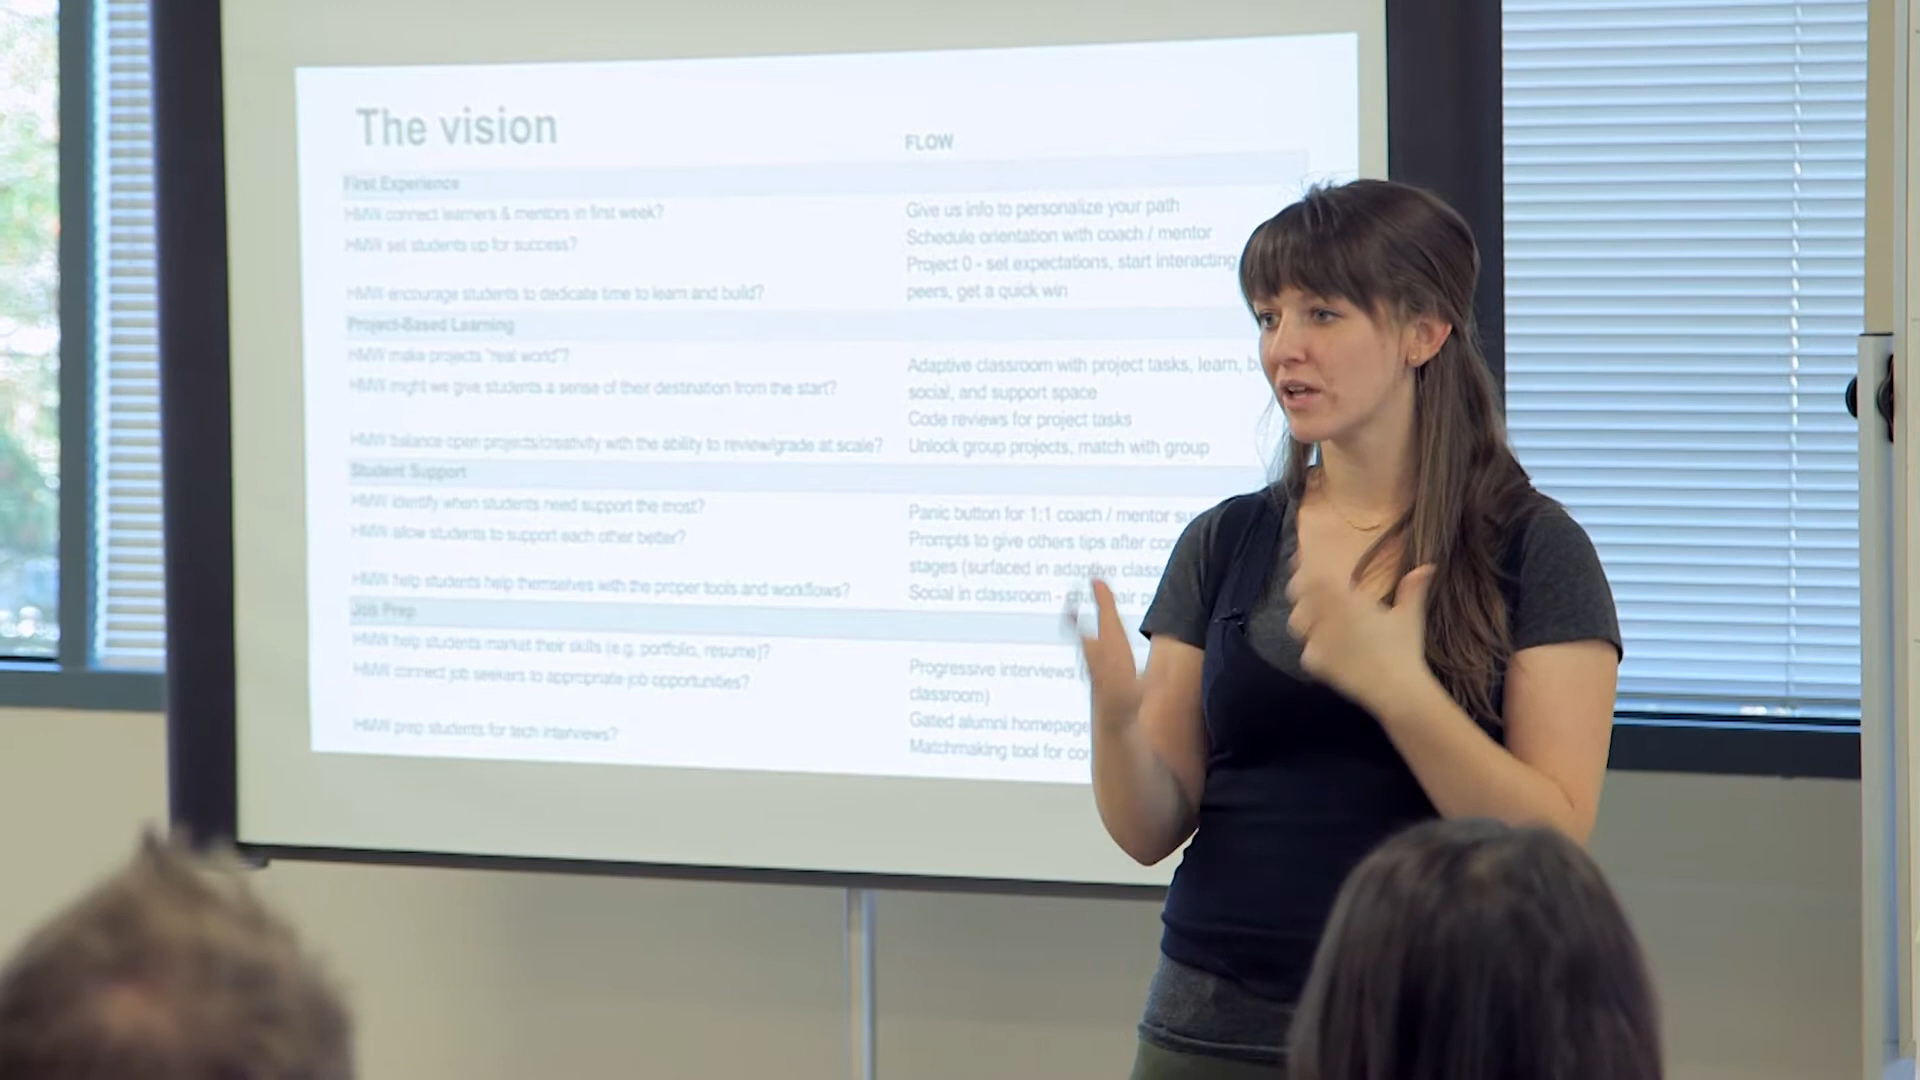 The vision
FLOW
First Experience
HMW connect learners & mentors in first week?
HMW set students up for success?
HMW encourage students to dedicate time to learn and build?
Give us info to personalize your path
Schedule orientation with coach / mentor
Project 0 - set expectations, start interacting
peers, get a quick win
Project-Based Learning
HMW make projects "real world"?
HMW might we give students a sense of their destination from the start?
HMW balance open projects/creativity with the ability to review/grade at scale?
Adaptive classroom with project tasks, learn,
social, and support space
Code reviews for project tasks
Unlock group projects, match with group
Student Support
HMW identify when students need support the most?
HMW allow students to support each other better?
HMW help students help themselves with the proper tools and workflows?
Panic button for 1:1 coach / mentor
Prompts to give others tips after
stages (surfaced in adaptive
Social in classroom -
Job Prep
HMW help students market their skills (e.g. portfolio, resume)?
HMW connect job seekers to appropriate job opportunities?
HMW prep students for tech interviews?
Progressive interviews
classroom)
Gated alumni homepage
Matchmaking tool for